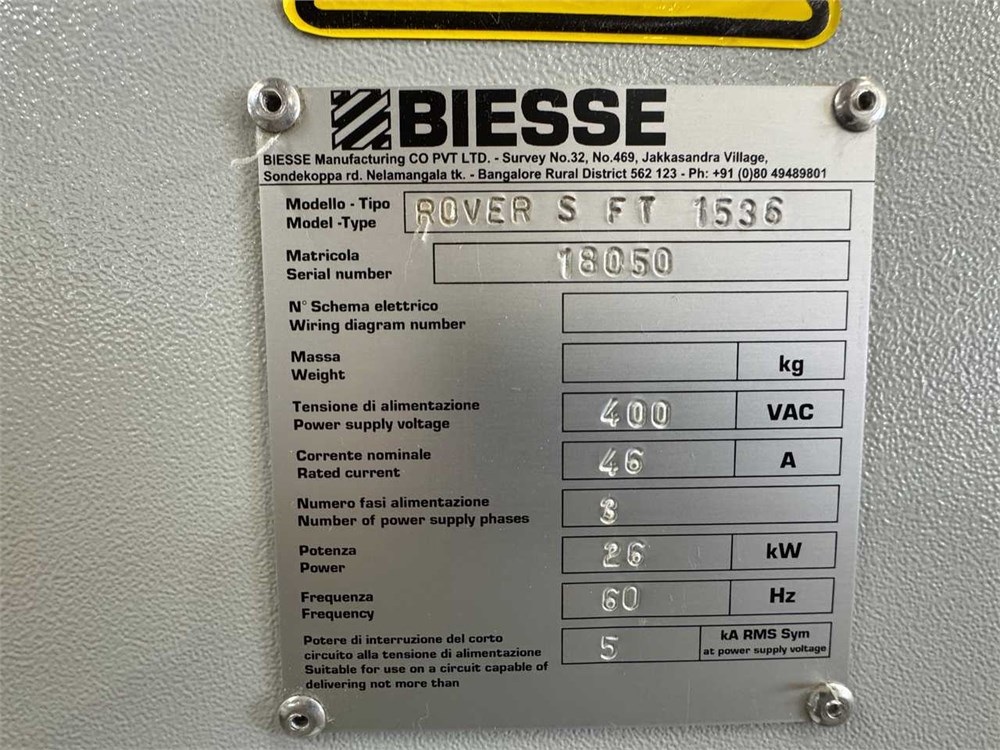 BIESSE
BIESSE Manufacturing CO PVT LTD. - Survey No.32, No.469, Jakkasandra Village,
Sondekoppa rd. Nelamangala tk. - Bangalore Rural District 562 123 - Ph: +91 (0)80 49489801
Modello - Tipo
Model -Type
ROVER S FT 1536
Matricola
Serial number
18050
N° Schema elettrico
Wiring diagram number
Massa
Weight
kg
Tensione di alimentazione
Power supply voltage
400 VAC
Corrente nominale
Rated current
46 A
Numero fasi alimentazione
Number of power supply phases
3
Potenza
Power
26 kW
Frequenza
Frequency
60 Hz
Potere di interruzione del corto
circuito alla tensione di alimentazione
Suitable for use on a circuit capable of
delivering not more than
5 kA RMS Sym
at power supply voltage